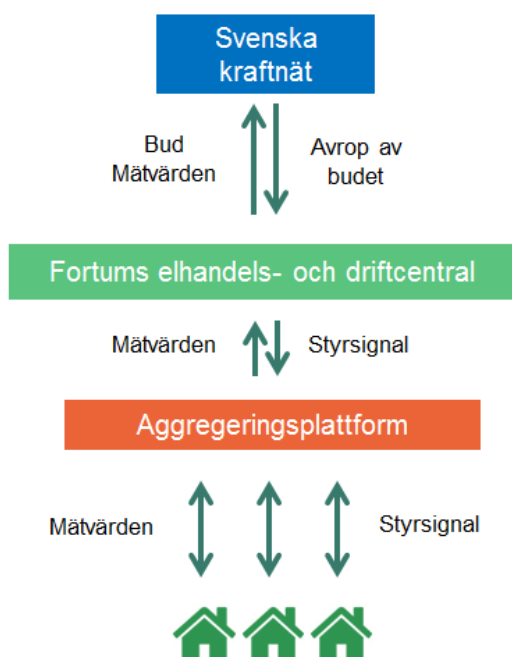 Svenska
kraftnät
Bud
Mätvärden
Avrop av
budet
Fortums elhandels- och driftcentral
Mätvärden
Styrsignal
Aggregeringsplattform
Mätvärden
Styrsignal